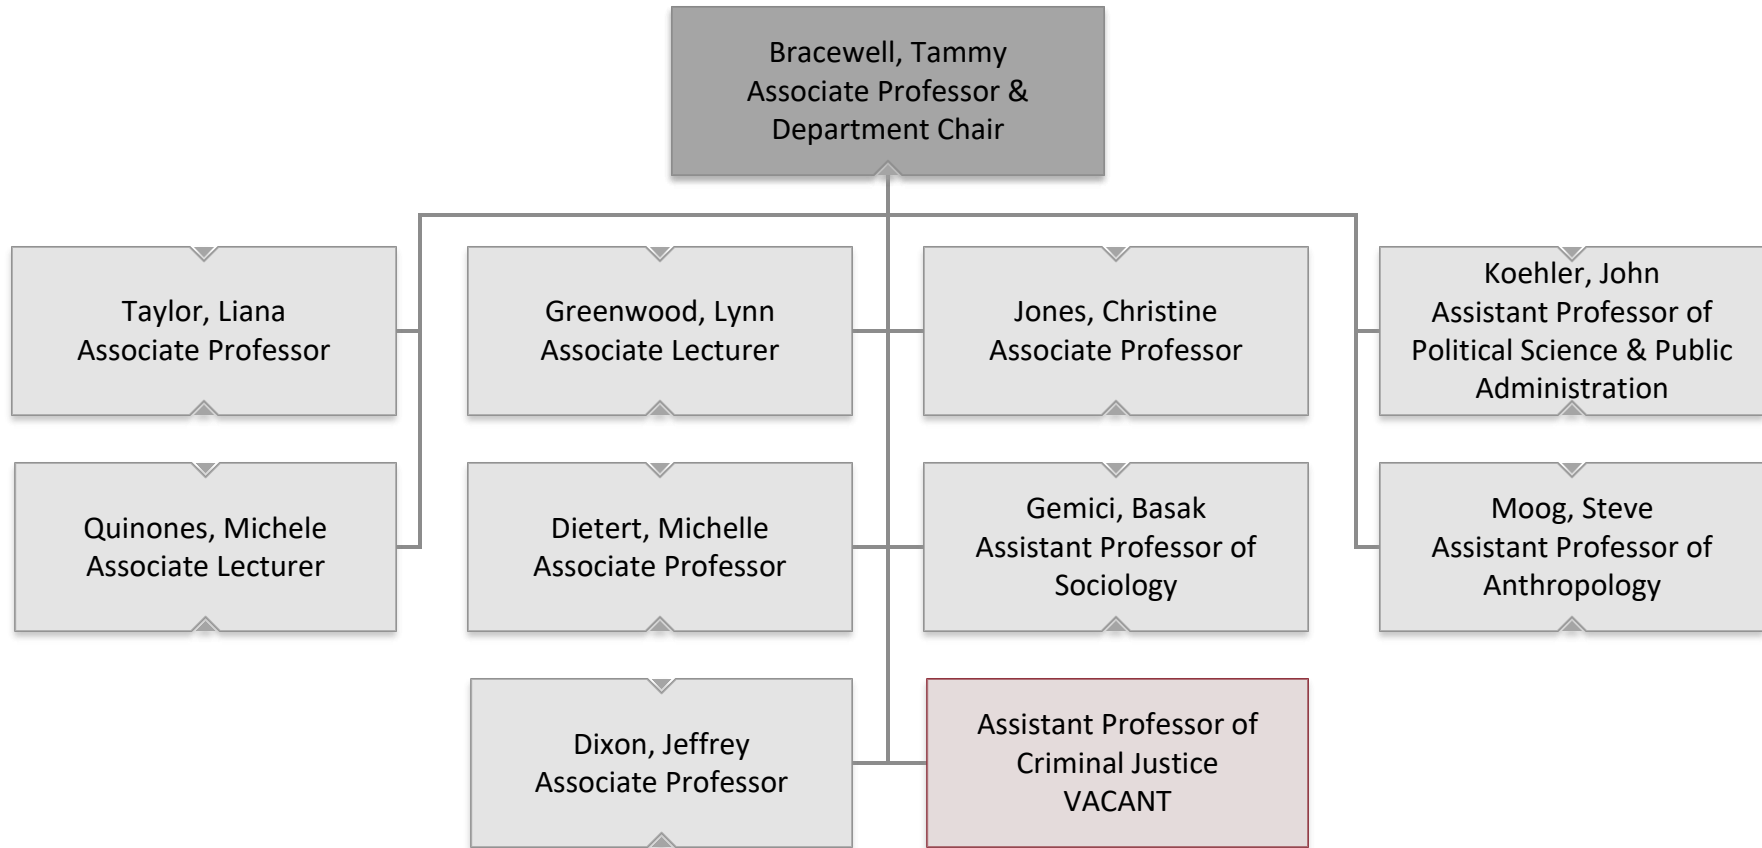 Bracewell, Tammy
Associate Professor &
Department Chair
Taylor, Liana
Associate Professor
Greenwood, Lynn
Associate Lecturer
Jones, Christine
Associate Professor
Koehler, John
Assistant Professor of
Political Science & Public
Administration
Quinones, Michele
Associate Lecturer
Dietert, Michelle
Associate Professor
Gemici, Basak
Assistant Professor of
Sociology
Moog, Steve
Assistant Professor of
Anthropology
Dixon, Jeffrey
Associate Professor
Assistant Professor of
Criminal Justice
VACANT